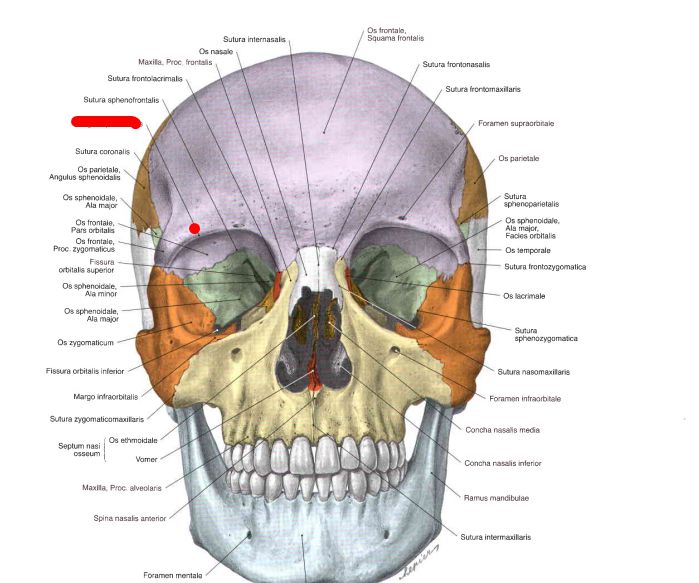 Sutura internasalis
Os nasale
Maxilla, Proc. frontalis
Sutura frontolacrimalis
Sutura sphenofrontalis
Sutura coronalis
Os parietale,
Angulus sphenoidalis
Os sphenoidale,
Ala major
Os frontale,
Pars orbitalis
Os frontale,
Proc. zygomaticus
Fissura
orbitalis superior
Os sphenoidale,
Ala minor
Os sphenoidale,
Ala major
Os zygomaticum
Fissura orbitalis inferior
Margo infraorbitalis
Sutura zygomaticomaxillaris
Septum nasi
osseum
Os ethmoidale
Vomer
Maxilla, Proc. alveolaris
Spina nasalis anterior
Foramen mentale
Os frontale,
Squama frontalis
Sutura frontonasalis
Sutura frontomaxillaris
Foramen supraorbitale
Os parietale
Sutura
sphenoparietalis
Os sphenoidale,
Ala major,
Facies orbitalis
Os temporale
Sutura frontozygomatica
Os lacrimale
Sutura
sphenozygomatica
Sutura nasomaxillaris
Foramen infraorbitale
Concha nasalis media
Concha nasalis inferior
Ramus mandibulae
Sutura intermaxillaris